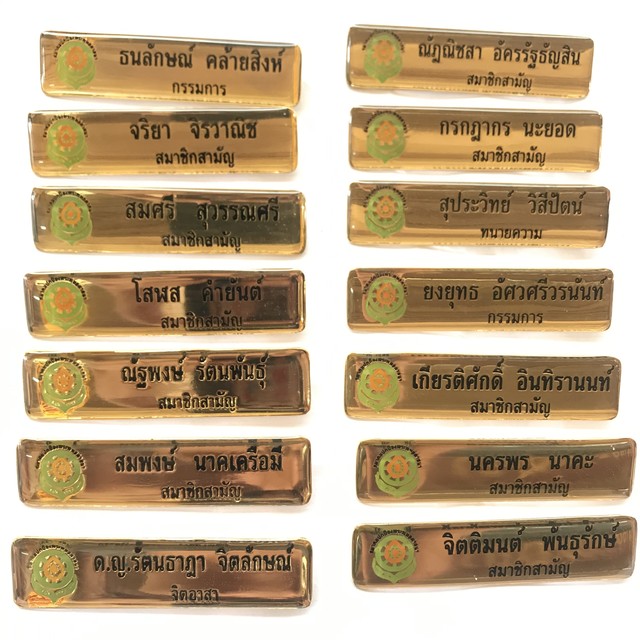 ธนลักษณ์ คล้ายสิงห์
กรรมการ
จริยา จิรวาณิช
สมาชิกสามัญ
สมศรี สุวรรณศรี
สมาชิกสามัญ
โสฬส คำยันต์
สมาชิกสามัญ
ณัฐพงษ์ รัตนพันธุ์
สมาชิกสามัญ
สมพงษ์ นาคเครือมี
สมาชิกสามัญ
ด.ญ.รัตนธาฎา จิตลักษณ์
จิตอาสา
ณัฎณิชสา อัครรัฐธัญสิน
สมาชิกสามัญ
กรกฎากร นะยอด
สมาชิกสามัญ
สุประวิทย์ วิสีปัตน์
ทนายความ
ยงยุทธ อัศวศรีวรนันท์
กรรมการ
เกียรติศักดิ์ อินทิรานนท์
สมาชิกสามัญ
นครพร นาคะ
สมาชิกสามัญ
จิตติมนต์ พันธุรักษ์
สมาชิกสามัญ